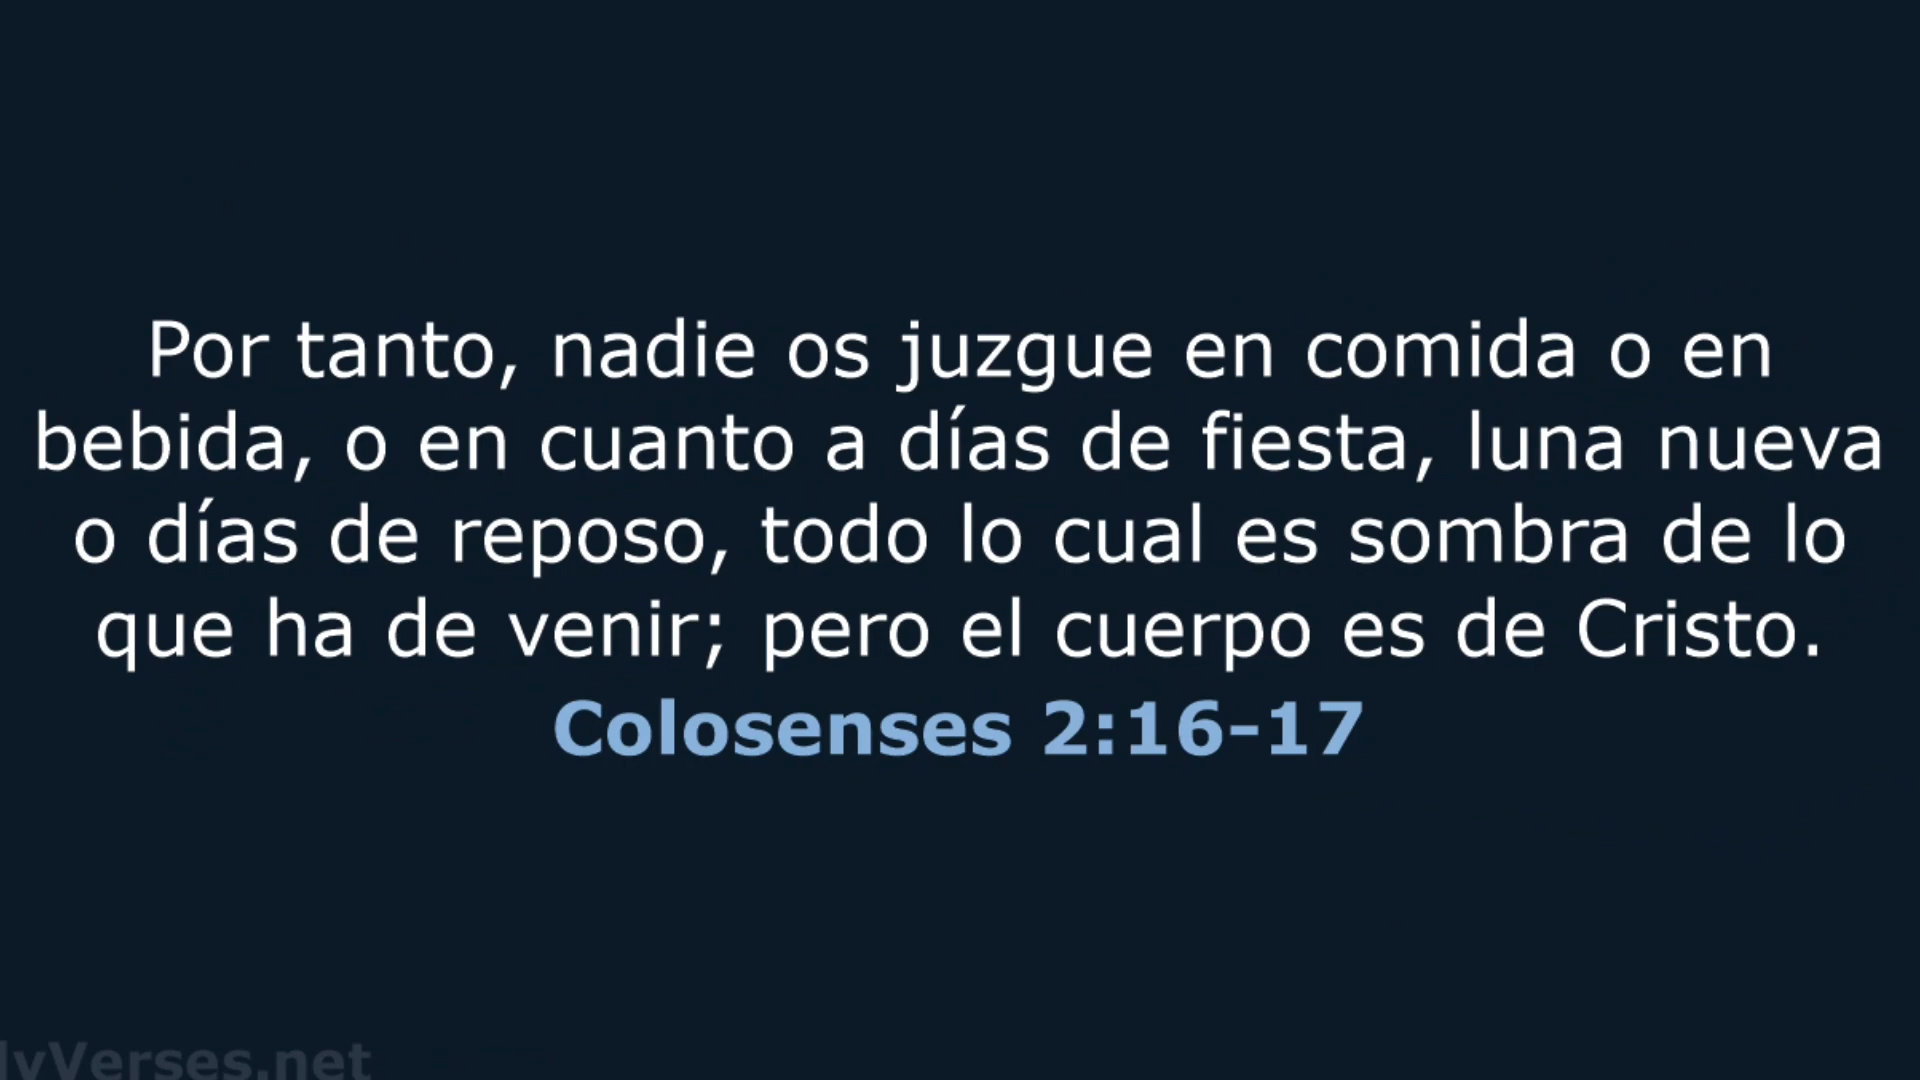 Por tanto, nadie os juzgue en comida o en
bebida, o en cuanto a días de fiesta, luna nueva
o días de reposo, todo lo cual es sombra de lo
que ha de venir; pero el cuerpo es de Cristo.
Colosenses 2:16-17
lyVerses.net